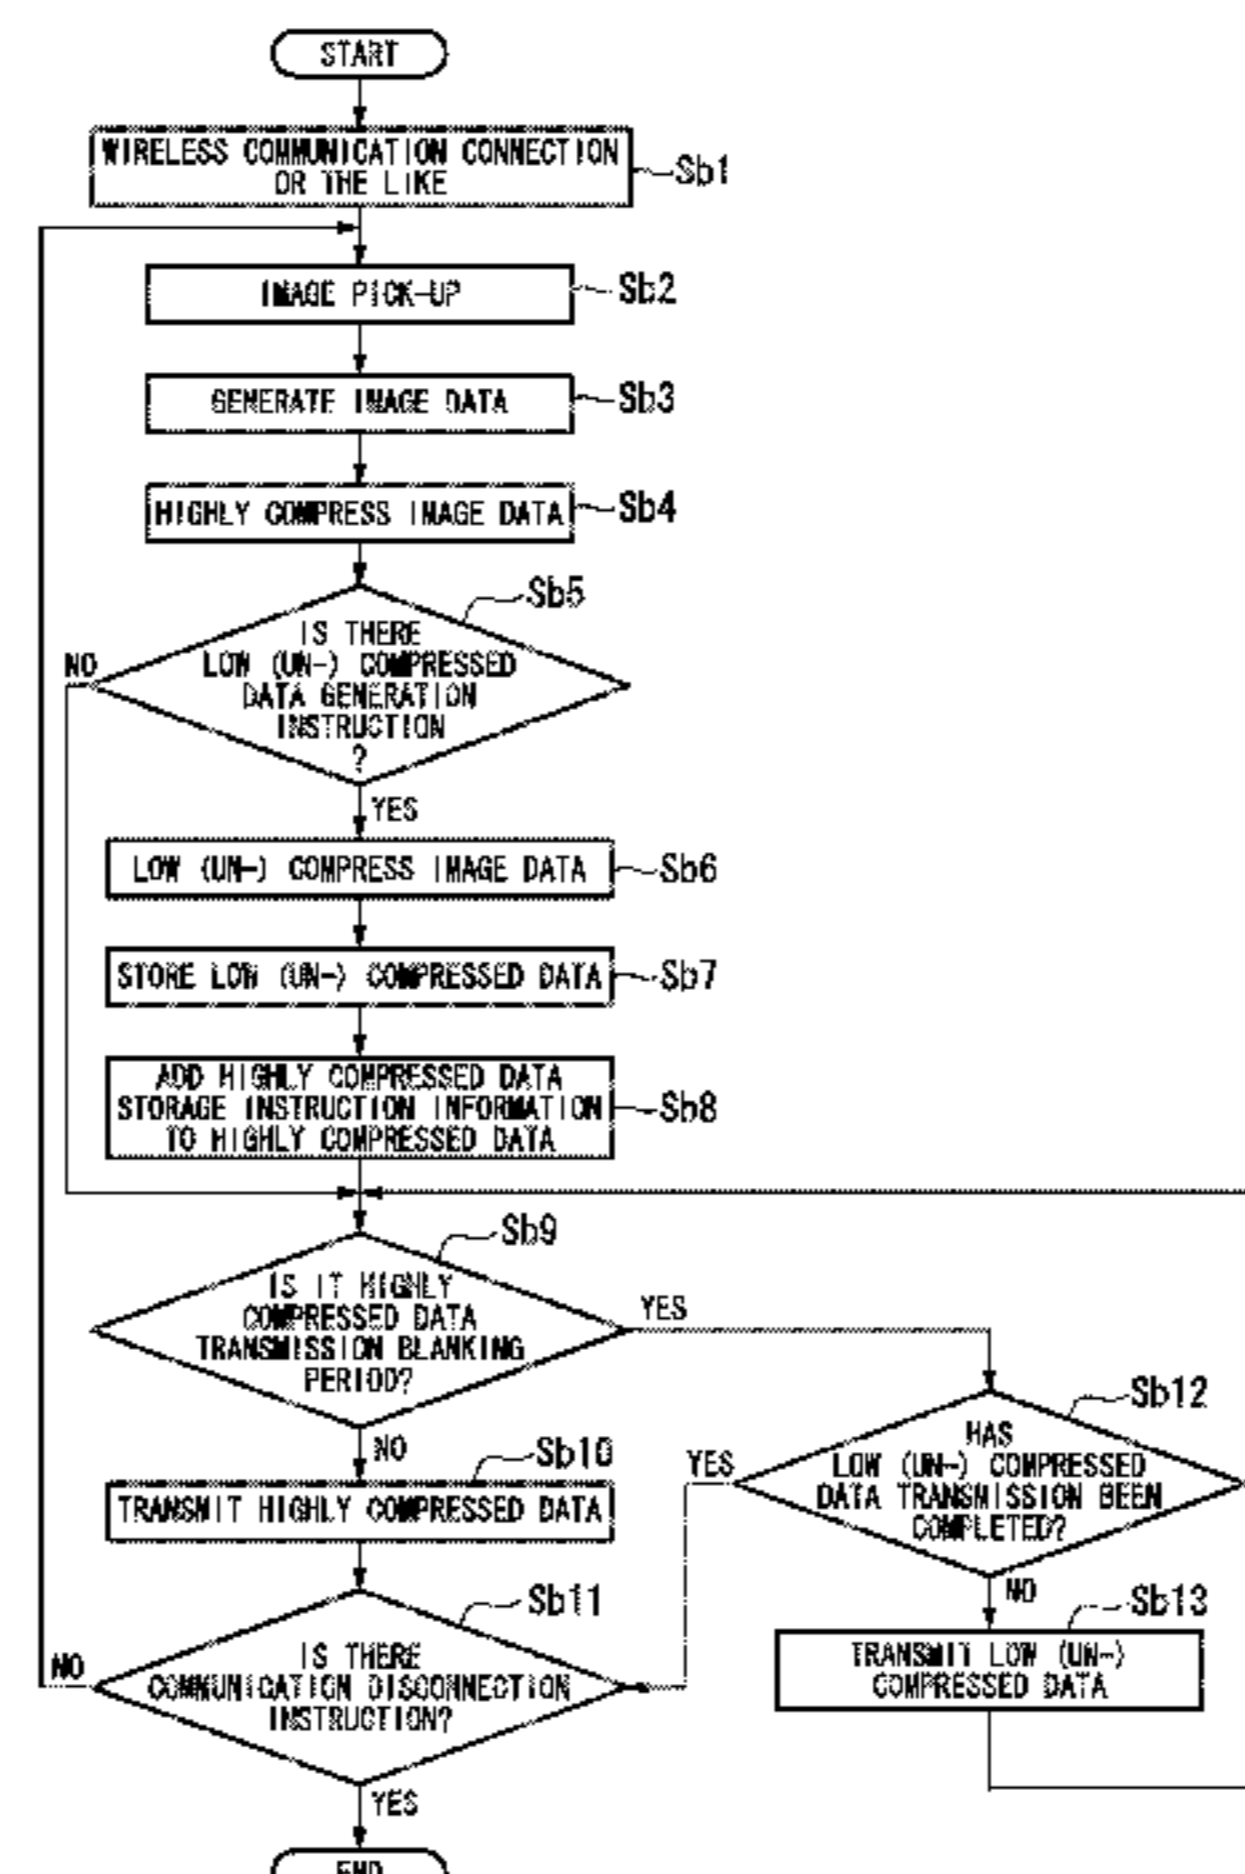 START
WIRELESS COMMUNICATION CONNECTION
OR THE LIKE
Sb1
IMAGE PICK-UP
Sb2
GENERATE IMAGE DATA
Sb3
HIGHLY COMPRESS IMAGE DATA
Sb4
Sb5
IS THERE
LOW (UN-) COMPRESSED
DATA GENERATION
INSTRUCTION
?
NO
YES
LOW (UN-) COMPRESS IMAGE DATA
Sb6
STORE LOW (UN-) COMPRESSED DATA
Sb7
ADD HIGHLY COMPRESSED DATA
STORAGE INSTRUCTION INFORMATION
TO HIGHLY COMPRESSED DATA
Sb8
Sb9
IS IT HIGHLY
COMPRESSED DATA
TRANSMISSION BLANKING
PERIOD?
YES
NO
Sb10
TRANSMIT HIGHLY COMPRESSED DATA
Sb12
HAS
LOW (UN-) COMPRESSED
DATA TRANSMISSION BEEN
COMPLETED?
YES
NO
Sb13
TRANSMIT LOW (UN-)
COMPRESSED DATA
Sb11
IS THERE
COMMUNICATION DISCONNECTION
INSTRUCTION?
NO
YES
END